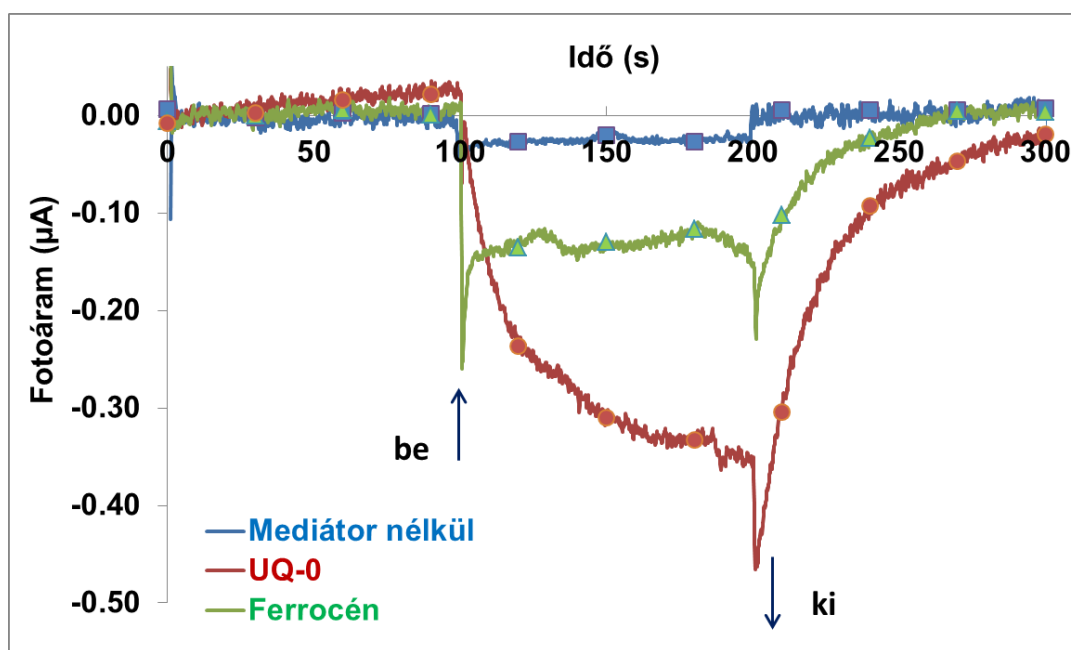 Idő (s)
0.00
0 50 100 150 200 250 300
-0.10
-0.20
-0.30
-0.40
-0.50
Fotoáram (µA)
be
ki
Mediátor nélkül
UQ-0
Ferrocén